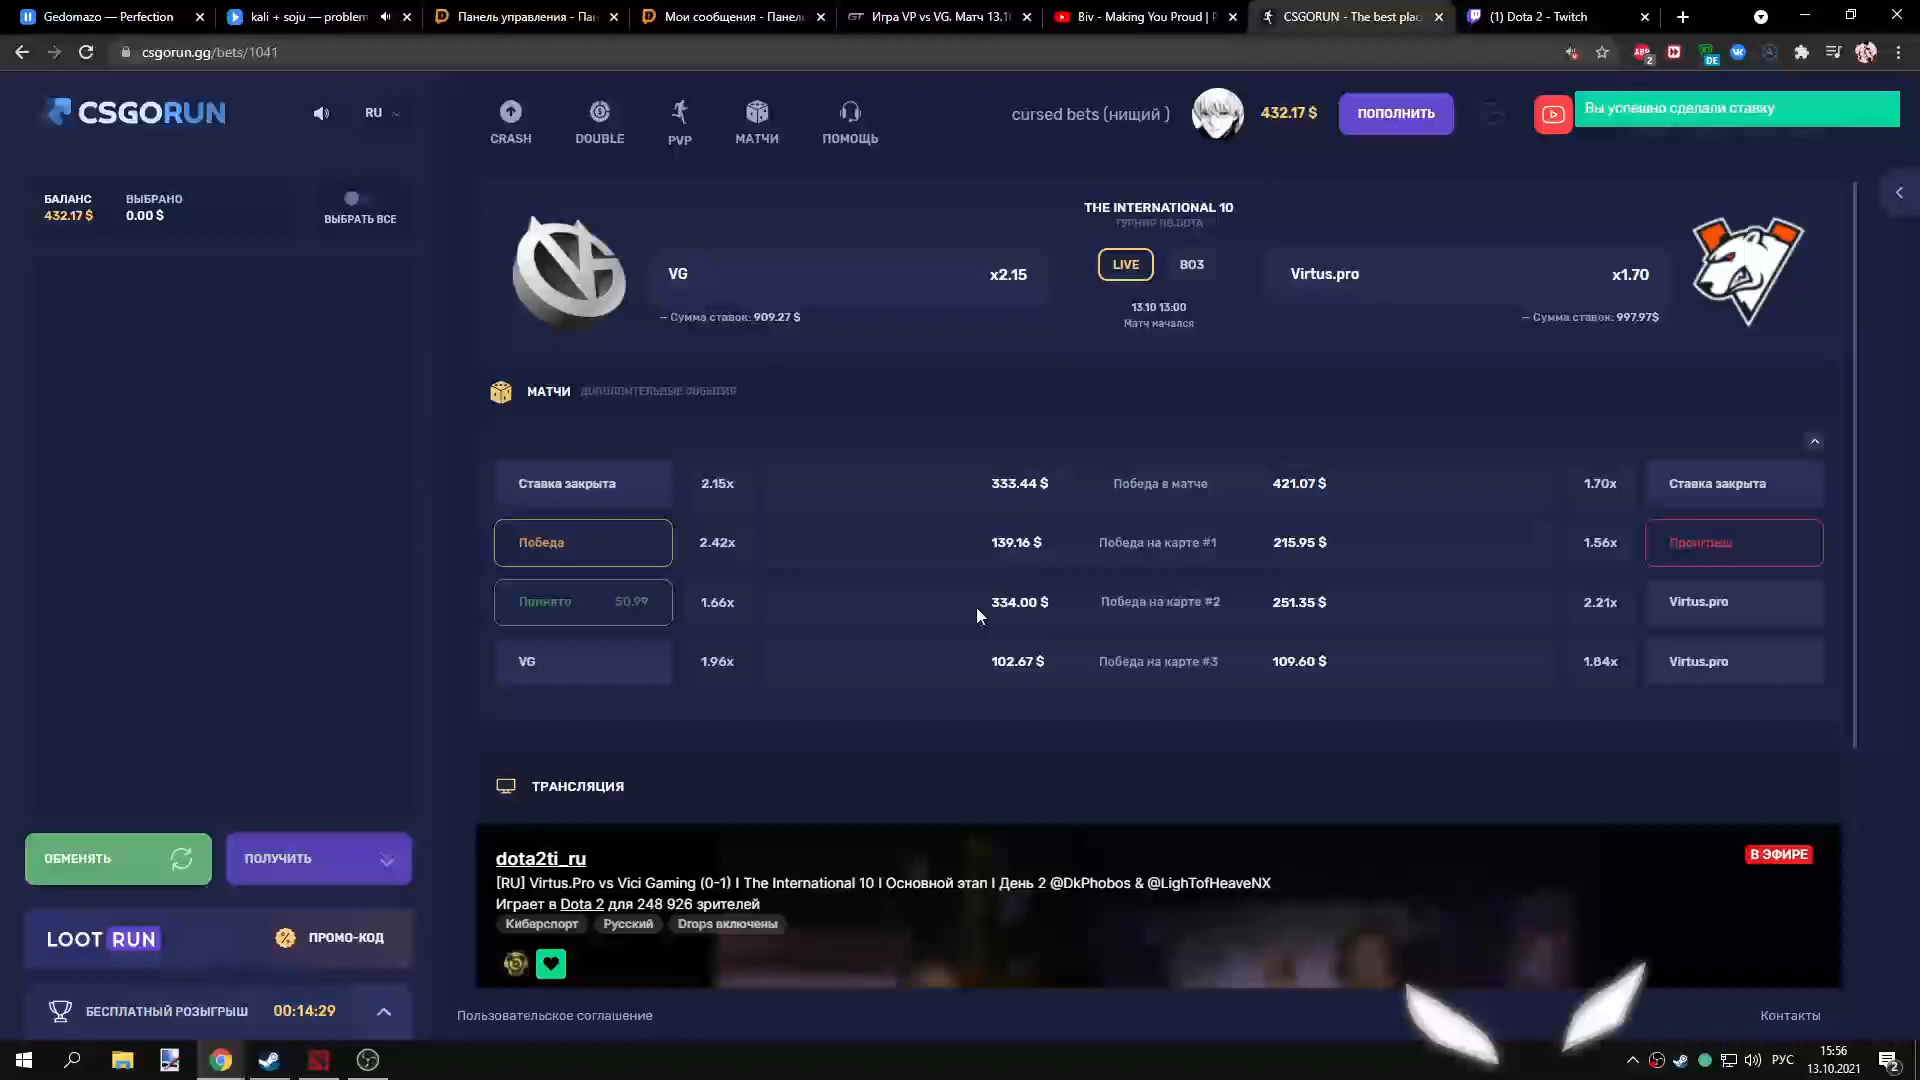 Gedomazo — Perfection
kali + soju — problem
Панель управления - Пан
Мои сообщения - Панель
Игра VP vs VG. Матч 13.1
Biv - Making You Proud | P
CSGORUN - The best plac
(1) Dota 2 - Twitch
csgorun.gg/bets/1041
CSGORUN
RU
CRASH
DOUBLE
PVP
МАТЧИ
ПОМОЩЬ
cursed bets (нищий )
432.17 $
ПОПОЛНИТЬ
Вы успешно сделали ставку
БАЛАНС
432.17 $
ВЫБРАНО
0.00 $
ВЫБРАТЬ ВСЕ
THE INTERNATIONAL 10
ТУРНИР ПО DOTA
VG
x2.15
LIVE
BO3
Virtus.pro
x1.70
— Сумма ставок: 909.27 $
13.10 13:00
Матч начался
— Сумма ставок: 997.97$
МАТЧИ ДОПОЛНИТЕЛЬНЫЕ СОБЫТИЯ
Ставка закрыта 2.15x 333.44 $ Победа в матче 421.07 $ 1.70x Ставка закрыта
Победа 2.42x 139.16 $ Победа на карте #1 215.95 $ 1.56x Проигрыш
Принято 50.99 1.66x 334.00 $ Победа на карте #2 251.35 $ 2.21x Virtus.pro
VG 1.96x 102.67 $ Победа на карте #3 109.60 $ 1.84x Virtus.pro
ТРАНСЛЯЦИЯ
dota2ti_ru
В ЭФИРЕ
[RU] Virtus.Pro vs Vici Gaming (0-1) I The International 10 I Основной этап I День 2 @DkPhobos & @LighTofHeaveNX
Играет в Dota 2 для 248 926 зрителей
Киберспорт Русский Drops включены
ОБМЕНЯТЬ
ПОЛУЧИТЬ
LOOT RUN
ПРОМО-КОД
БЕСПЛАТНЫЙ РОЗЫГРЫШ 00:14:29
Пользовательское соглашение
Контакты
РУС
15:56
13.10.2021
2